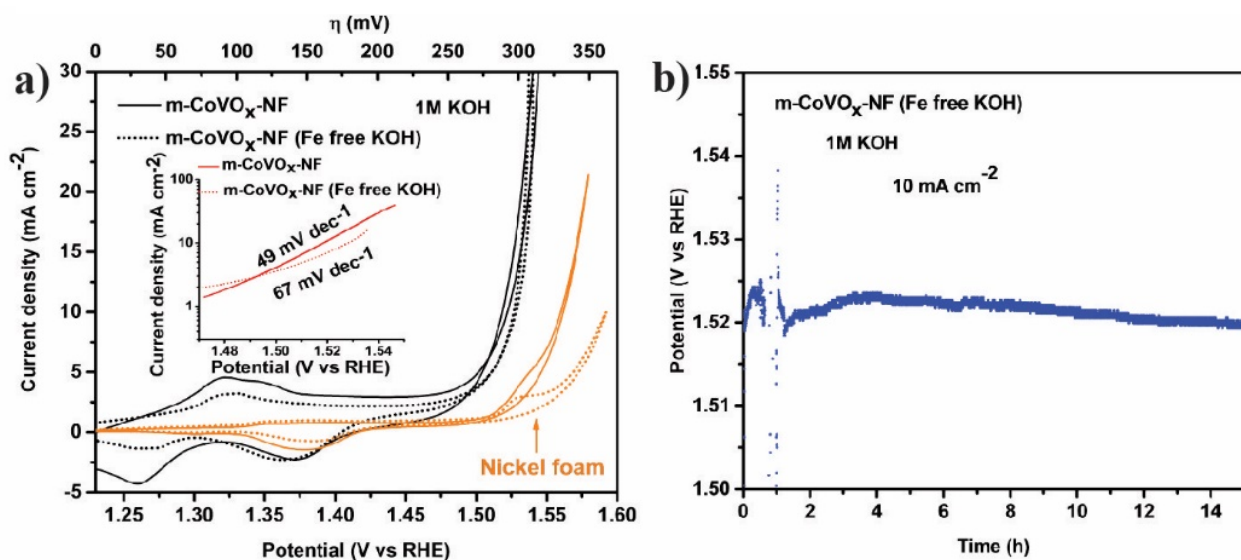 η (mV)
0 50 100 150 200 250 300 350
a)
30
25
20
15
10
5
0
-5
Current density (mA cm-2)
m-CoVOx-NF
1M KOH
m-CoVOx-NF (Fe free KOH)
m-CoVOx-NF
m-CoVOx-NF (Fe free KOH)
100
10
1
Current density (mA cm-2)
49 mV dec-1
67 mV dec-1
1.48 1.50 1.52 1.54
Potential (V vs RHE)
Nickel foam
1.25 1.30 1.35 1.40 1.45 1.50 1.55 1.60
Potential (V vs RHE)
b)
1.55
1.54
1.53
1.52
1.51
1.50
Potential (V vs RHE)
m-CoVOx-NF (Fe free KOH)
1M KOH
10 mA cm-2
0 2 4 6 8 10 12 14
Time (h)